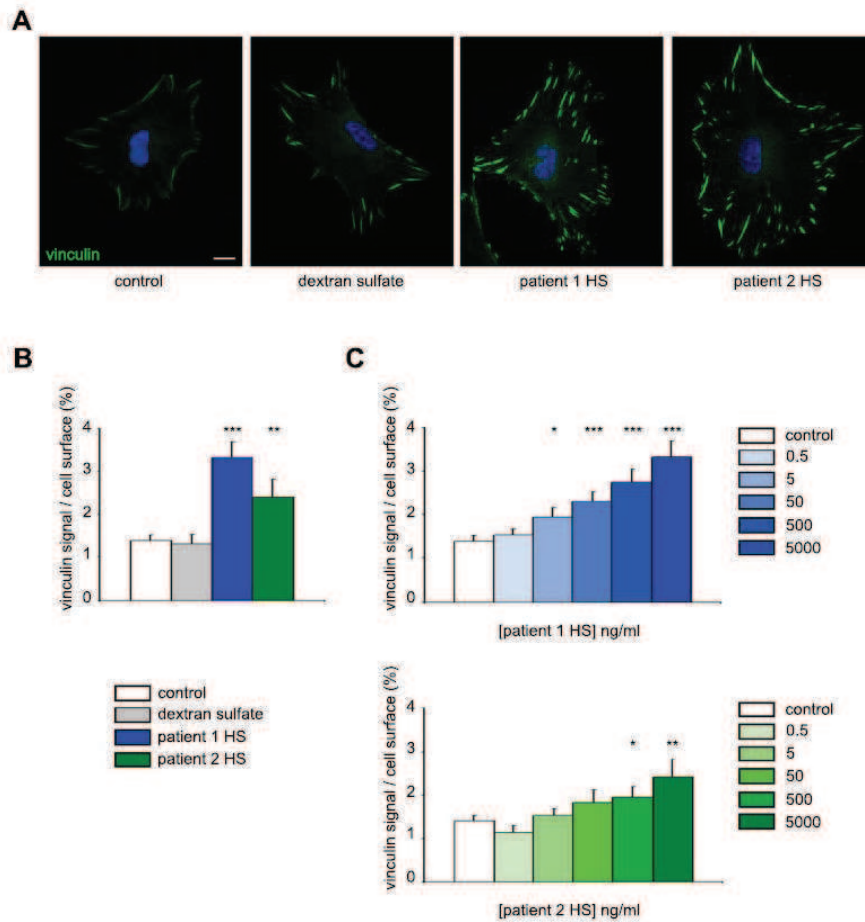 A
vinculin
control
dextran sulfate
patient 1 HS
patient 2 HS
B
vinculin signal / cell surface (%)
4
3
2
1
0
*** **
control
dextran sulfate
patient 1 HS
patient 2 HS
C
vinculin signal / cell surface (%)
4
3
2
1
0
* *** *** ***
[patient 1 HS] ng/ml
control
0.5
5
50
500
5000
vinculin signal / cell surface (%)
4
3
2
1
0
* **
[patient 2 HS] ng/ml
control
0.5
5
50
500
5000